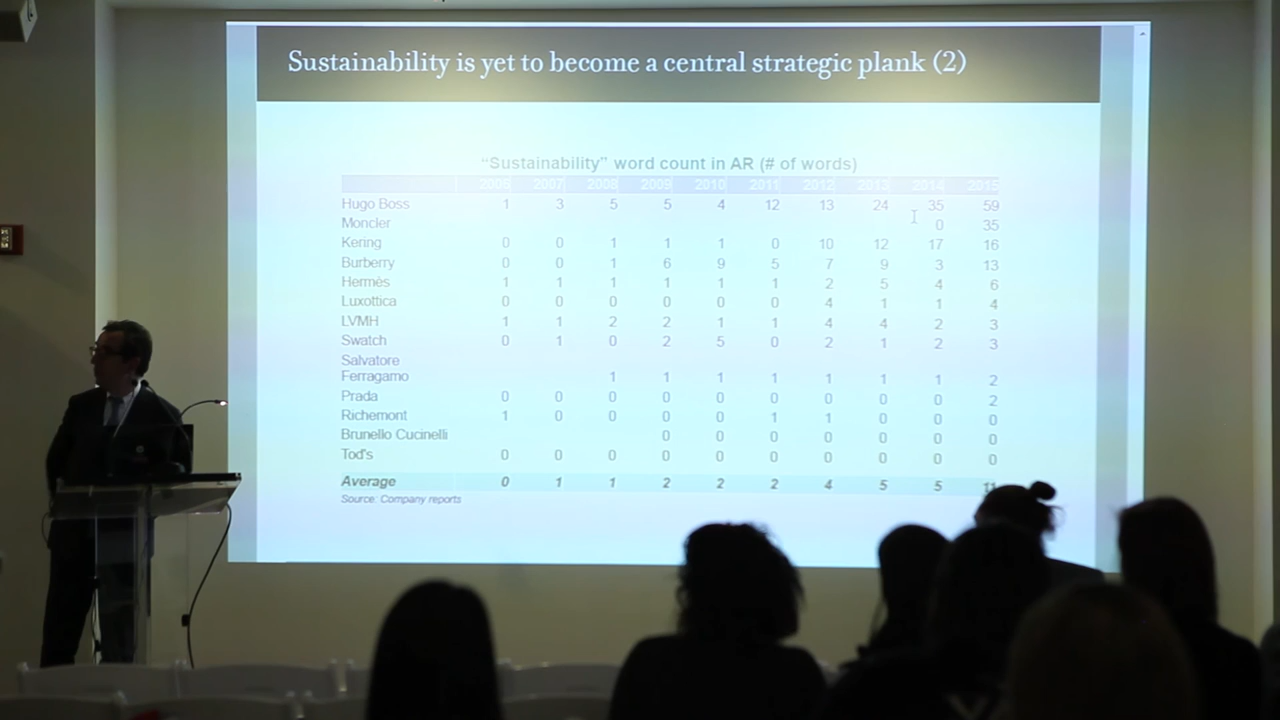 Sustainability is yet to become a central strategic plank (2)
“Sustainability” word count in AR (# of words)
2006 2007 2008 2009 2010 2011 2012 2013 2014 2015
Hugo Boss 1 3 5 5 4 12 13 24 35 59
Moncler 0 35
Kering 0 0 1 1 1 0 10 12 17 16
Burberry 0 0 1 6 9 5 7 9 3 13
Hermès 1 1 1 1 1 1 2 5 4 6
Luxottica 0 0 0 0 0 0 4 1 1 4
LVMH 1 1 2 2 1 1 4 4 2 3
Swatch 0 1 0 2 5 0 2 1 2 3
Salvatore
Ferragamo 1 1 1 1 1 1 1 2
Prada 0 0 0 0 0 0 0 0 0 2
Richemont 1 0 0 0 0 1 1 0 0 0
Brunello Cucinelli 0 0 0 0 0 0 0
Tod's 0 0 0 0 0 0 0 0 0 0
Average 0 1 1 2 2 2 4 5 5 11
Source: Company reports